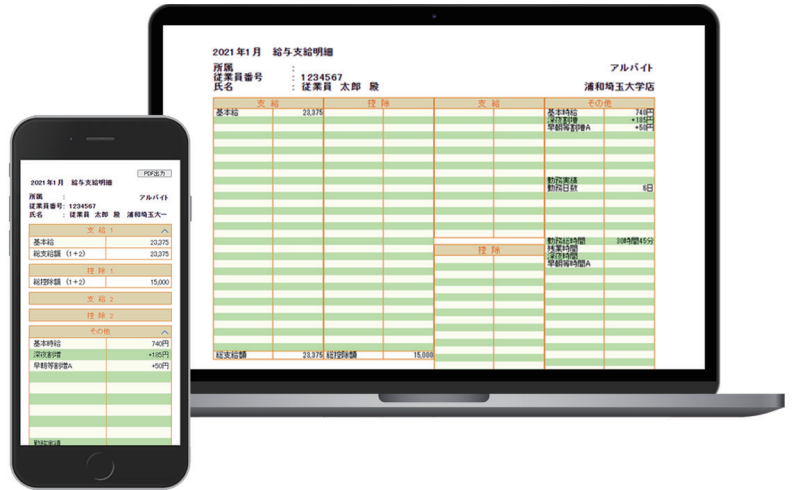 PDF出力
2021年1月 給与支給明細
所属 : アルバイト
従業員番号: 1234567
氏名 : 従業員 太郎 殿 浦和埼玉大一
支 給 1
基本給 23,375
総支給額 (1+2) 23,375
控 除 1
総控除額 (1+2) 15,000
支 給 2
控 除 2
その他
基本時給 740円
深夜割増 +185円
早朝等割増A +50円
勤務実績
2021年1月 給与支給明細
所属 :
アルバイト
従業員番号 : 1234567
氏名 : 従業員 太郎 殿
浦和埼玉大学店
支 給 控 除 支 給 その他
基本給 23,375 基本時給 740円
深夜割増 +185円
早朝等割増A +50円
勤務実績
勤務日数 6日
勤務総時間 30時間45分
控 除 残業時間
深夜時間
早朝等時間A
総支給額 23,375 総控除額 15,000